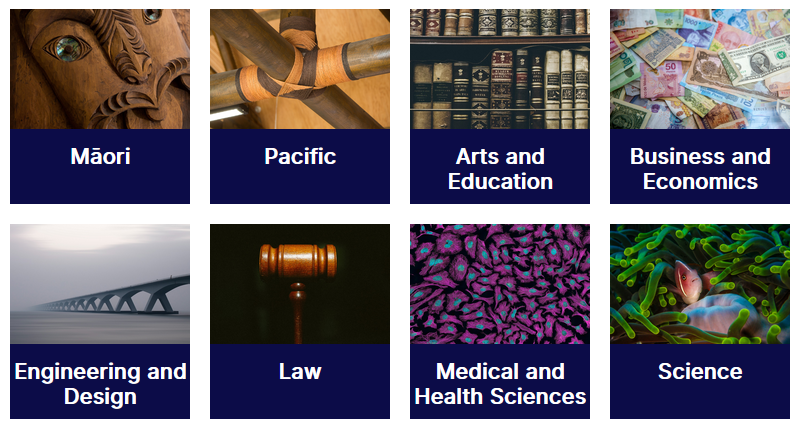 Māori
Pacific
Arts and
Education
Business and
Economics
Engineering and
Design
Law
Medical and
Health Sciences
Science